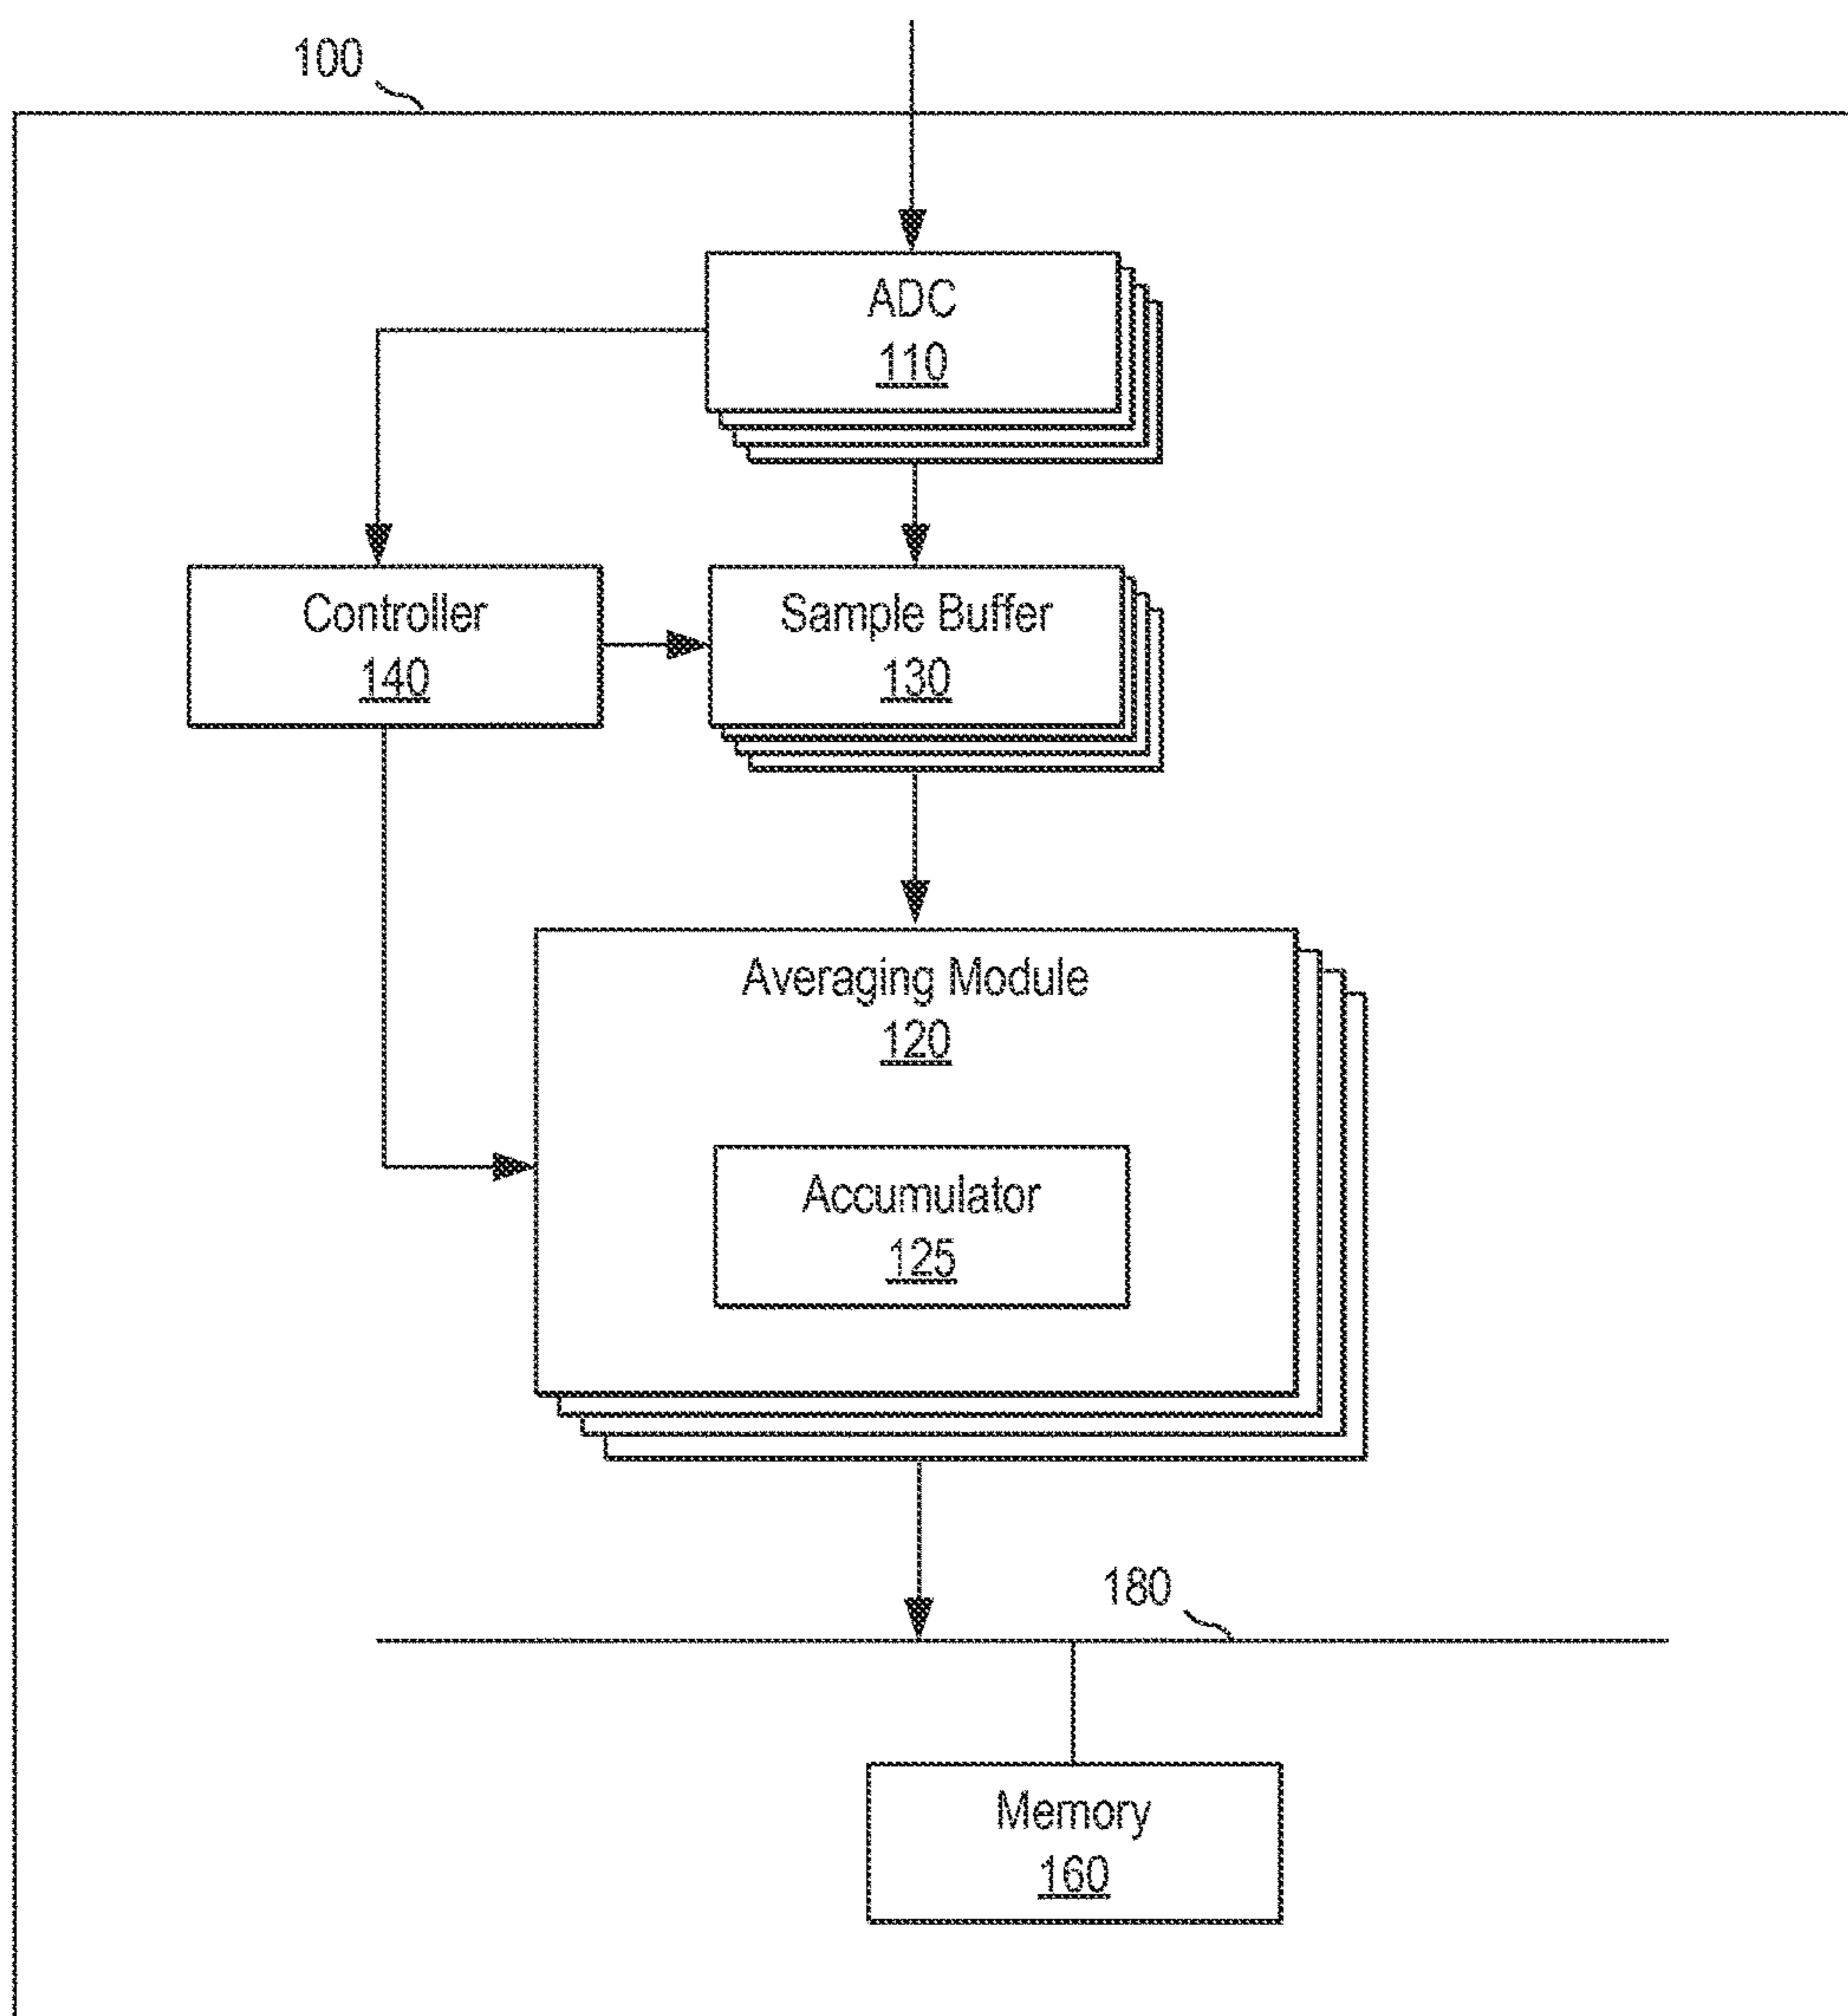 100
ADC
110
Controller
140
Sample Buffer
130
Averaging Module
120
Accumulator
125
180
Memory
160